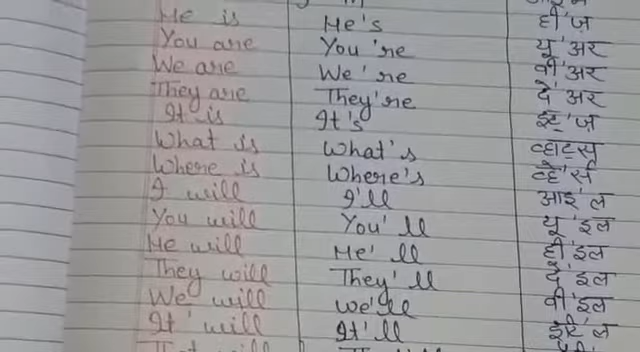 He is He's ही'ज़
You are You're यू'अर
We are We're वी'अर
They are They're दे'अर
It is It's इट'ज़
What is What's व्हाट्स
Where is Where's व्हे'र्स
I will I'll आइ'ल
You will You'll यू'इल
He will He'll ही'इल
They will They'll दे'इल
We will we'll वी'इल
It will It'll इट'ल